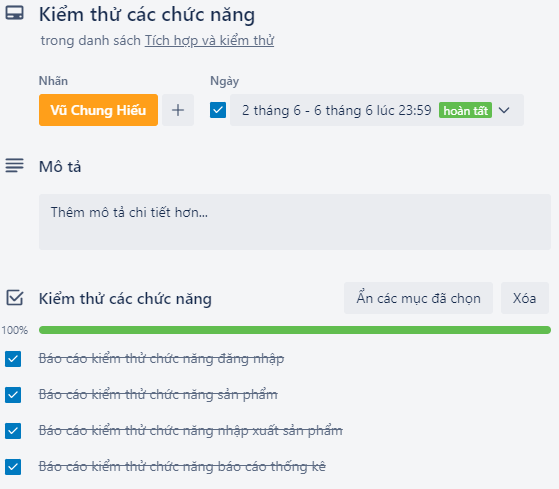 Kiểm thử các chức năng
trong danh sách Tích hợp và kiểm thử
Nhãn
Ngày
Vũ Chung Hiếu
+
2 tháng 6 - 6 tháng 6 lúc 23:59 hoàn tất
Mô tả
Thêm mô tả chi tiết hơn...
Kiểm thử các chức năng
Ẩn các mục đã chọn
Xóa
100%
Báo cáo kiểm thử chức năng đăng nhập
Báo cáo kiểm thử chức năng sản phẩm
Báo cáo kiểm thử chức năng nhập xuất sản phẩm
Báo cáo kiểm thử chức năng báo cáo thống kê